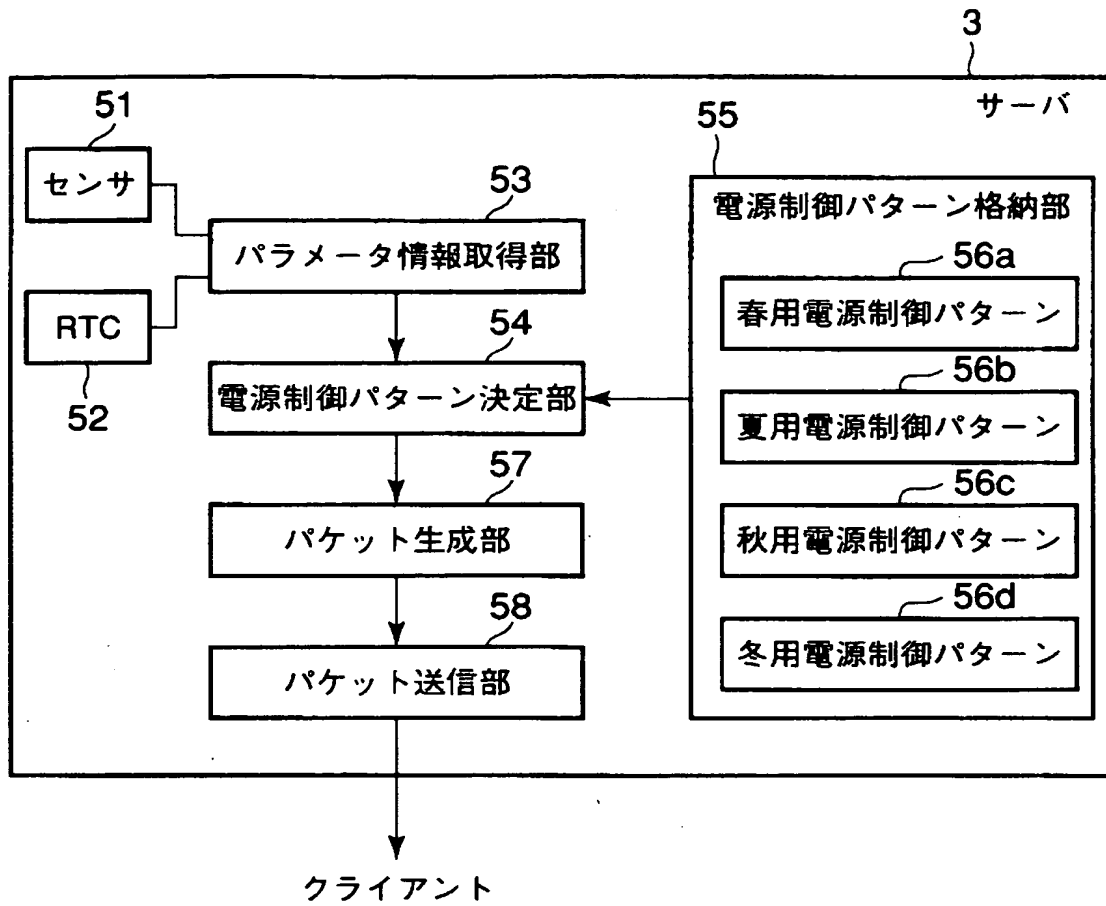 3
サーバ
51
センサ
RTC
52
53
パラメータ情報取得部
54
電源制御パターン決定部
57
パケット生成部
58
パケット送信部
クライアント
55
電源制御パターン格納部
56a
春用電源制御パターン
56b
夏用電源制御パターン
56c
秋用電源制御パターン
56d
冬用電源制御パターン